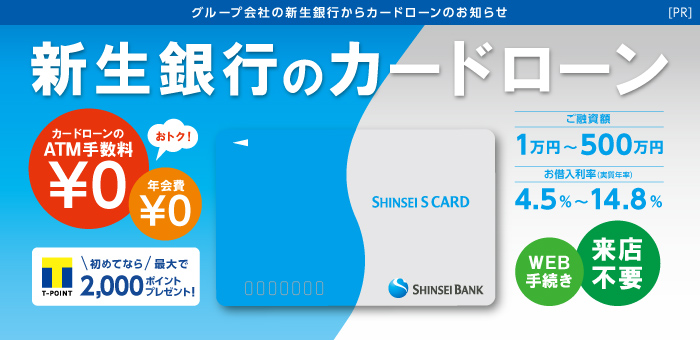 グループ会社の新生銀行からカードローンのお知らせ
[PR]
新生銀行のカードローン
カードローンの
ATM手数料
¥0
おトク!
年会費
¥0
T-POINT
初めてなら
最大で
2,000ポイント
プレゼント!
SHINSEI S CARD
SHINSEI BANK
ご融資額
1万円～500万円
お借入利率(実質年率)
4.5%～14.8%
WEB
手続き
来店
不要